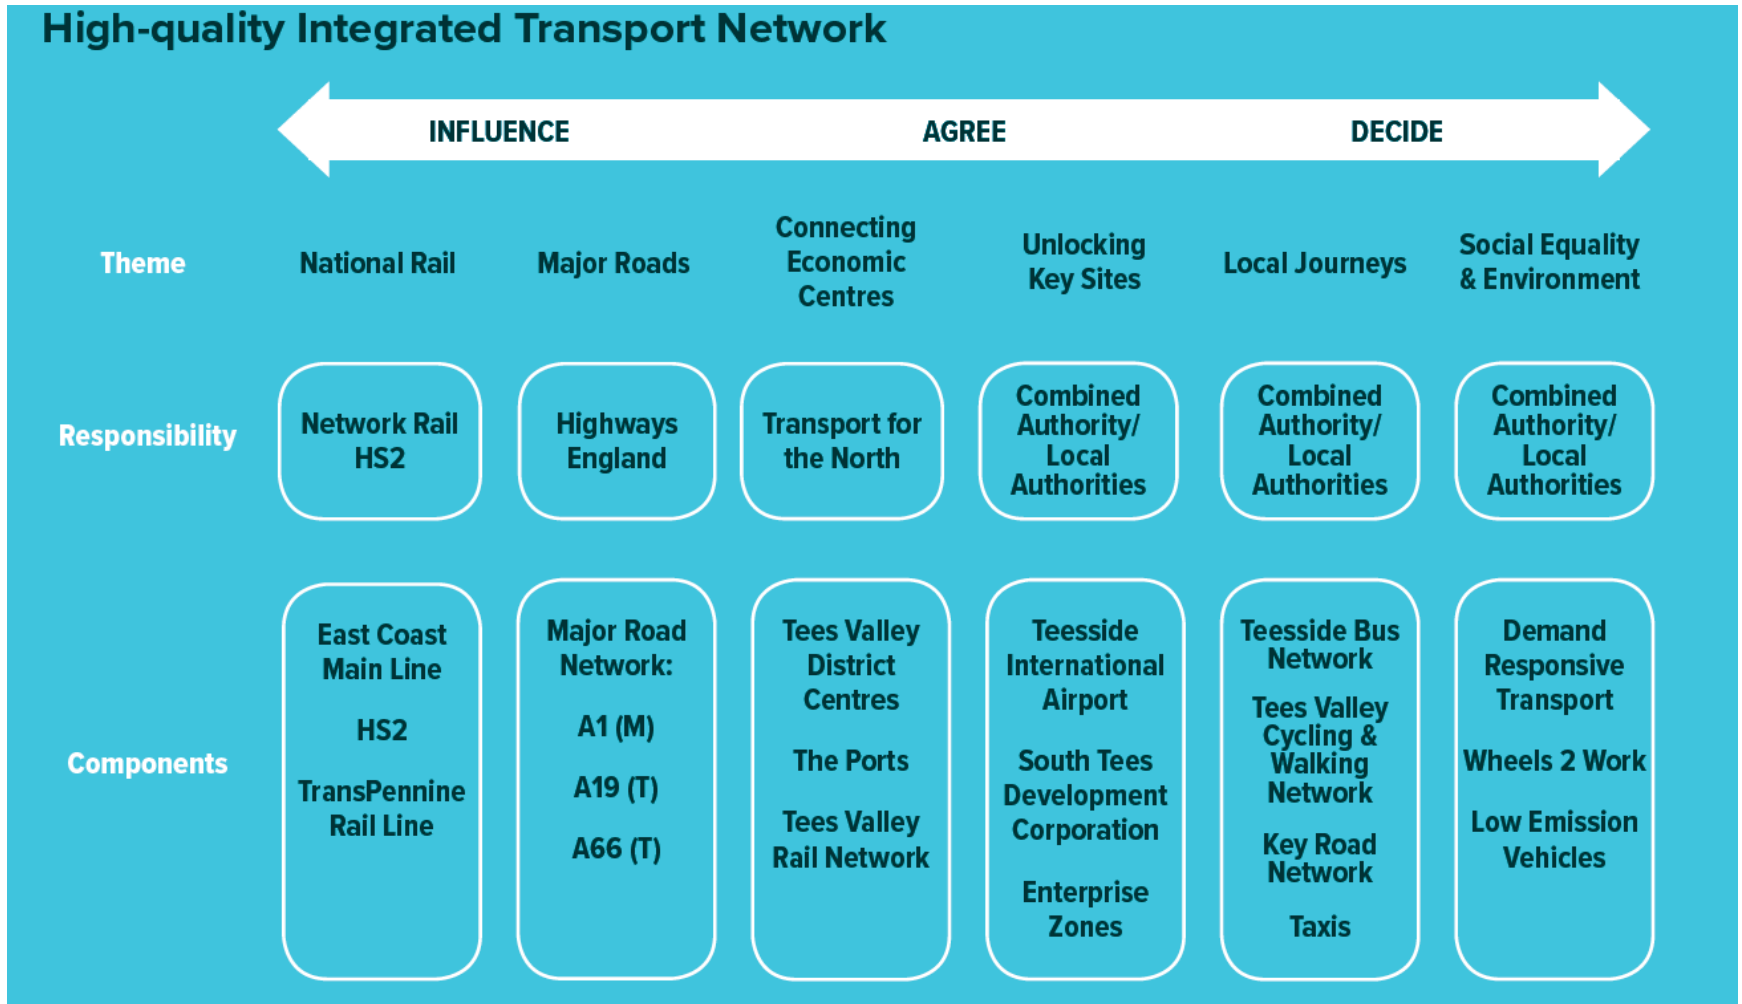 High-quality Integrated Transport Network
INFLUENCE
AGREE
DECIDE
Theme
National Rail
Major Roads
Connecting
Economic
Centres
Unlocking
Key Sites
Local Journeys
Social Equality
& Environment
Responsibility
Network Rail
HS2
Highways
England
Transport for
the North
Combined
Authority/
Local
Authorities
Combined
Authority/
Local
Authorities
Combined
Authority/
Local
Authorities
Components
East Coast
Main Line
HS2
TransPennine
Rail Line
Major Road
Network:
A1 (M)
A19 (T)
A66 (T)
Tees Valley
District
Centres
The Ports
Tees Valley
Rail Network
Teesside
International
Airport
South Tees
Development
Corporation
Enterprise
Zones
Teesside Bus
Network
Tees Valley
Cycling &
Walking
Network
Key Road
Network
Taxis
Demand
Responsive
Transport
Wheels 2 Work
Low Emission
Vehicles